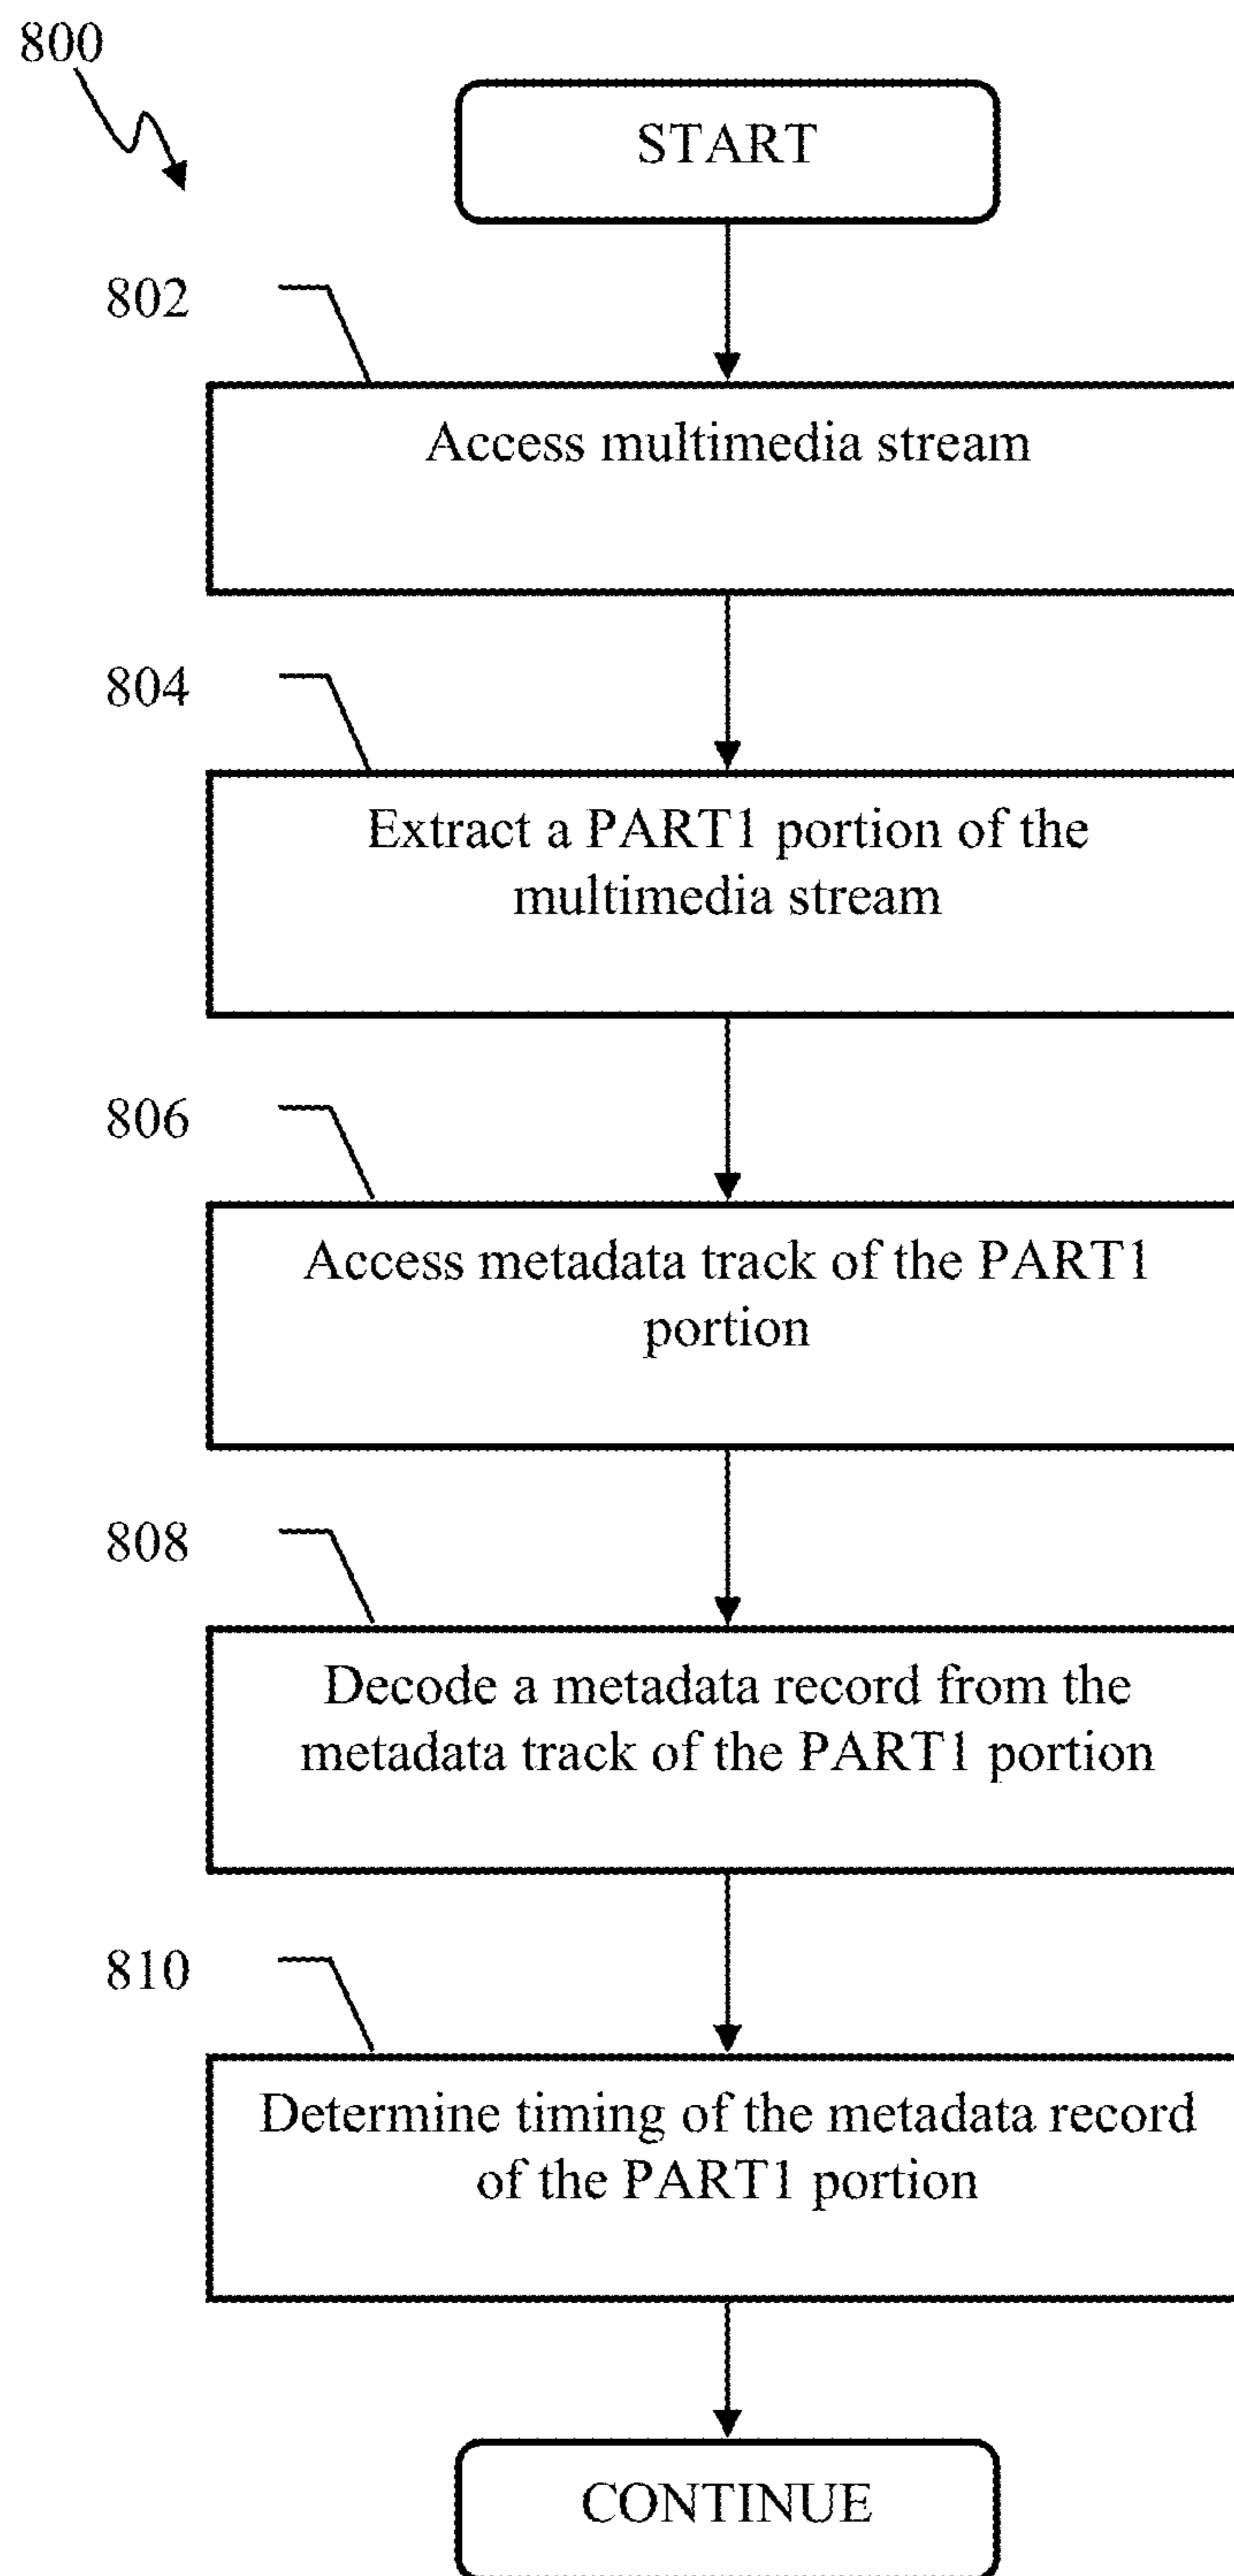 800
START
802
Access multimedia stream
804
Extract a PART1 portion of the
multimedia stream
806
Access metadata track of the PART1
portion
808
Decode a metadata record from the
metadata track of the PART1 portion
810
Determine timing of the metadata record
of the PART1 portion
CONTINUE